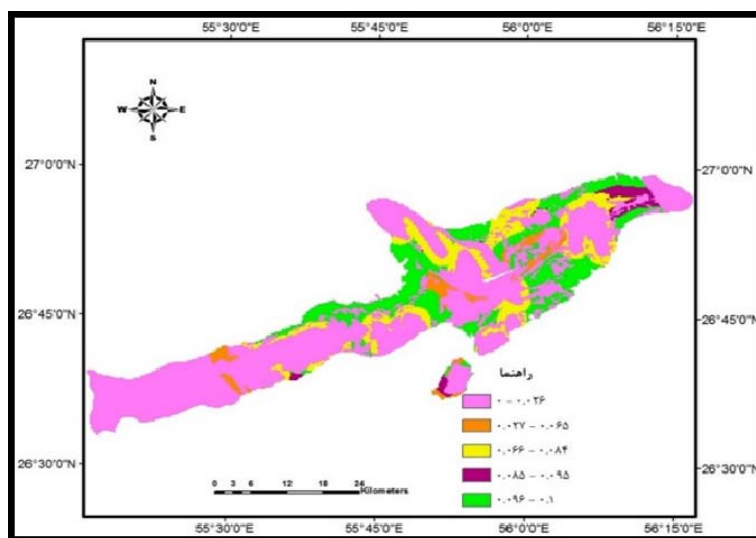 55°30'0"E 55°45'0"E 56°0'0"E 56°15'0"E
N
W E
S
27°0'0"N 27°0'0"N
26°45'0"N 26°45'0"N
راهنما
۰ – ۰.۰۲۶
۰.۰۲۷ – ۰.۰۶۵
۰.۰۶۶ – ۰.۰۸۴
۰.۰۸۵ – ۰.۰۹۵
۰.۰۹۶ – ۰.۱
26°30'0"N 26°30'0"N
0 3 6 12 18 24
Kilometers
55°30'0"E 55°45'0"E 56°0'0"E 56°15'0"E